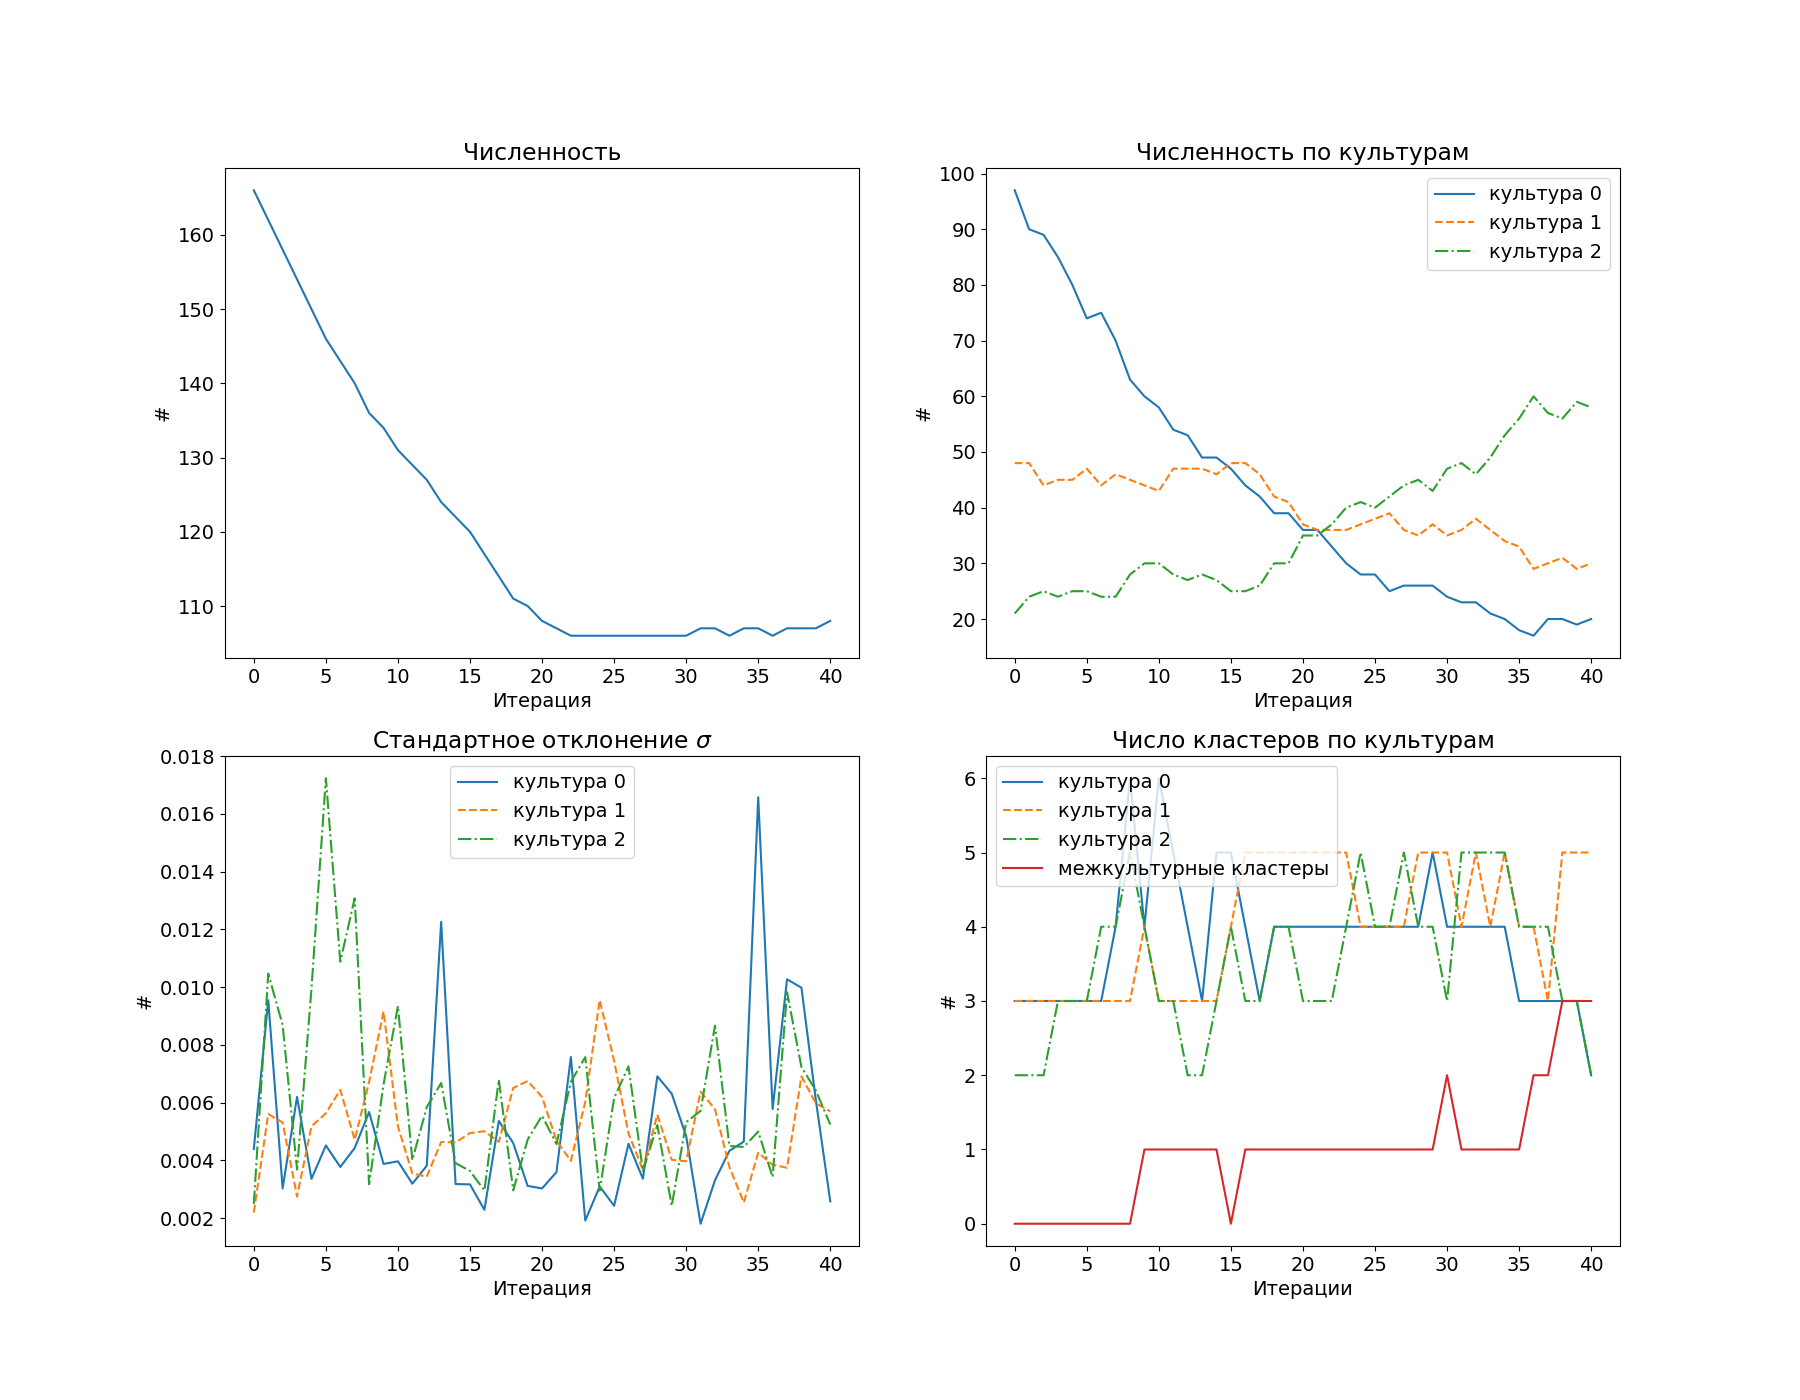 Численность
160
150
140
130
120
110
#
0 5 10 15 20 25 30 35 40
Итерация
Численность по культурам
100
90
80
70
60
50
40
30
20
#
культура 0
культура 1
культура 2
0 5 10 15 20 25 30 35 40
Итерация
Стандартное отклонение σ
0.018
0.016
0.014
0.012
0.010
0.008
0.006
0.004
0.002
#
культура 0
культура 1
культура 2
0 5 10 15 20 25 30 35 40
Итерация
Число кластеров по культурам
6
5
4
3
2
1
0
#
культура 0
культура 1
культура 2
межкультурные кластеры
0 5 10 15 20 25 30 35 40
Итерации